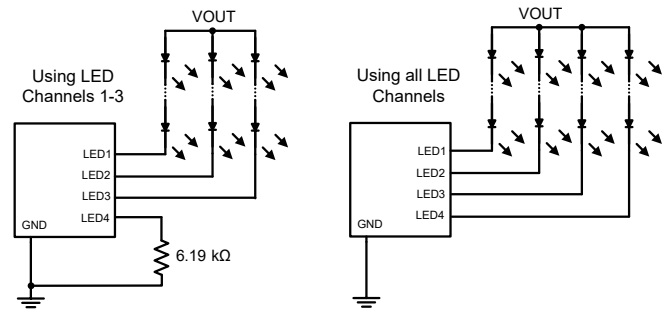 VOUT
Using LED
Channels 1-3
LED1
LED2
LED3
LED4
GND
6.19 kΩ
VOUT
Using all LED
Channels
LED1
LED2
LED3
LED4
GND